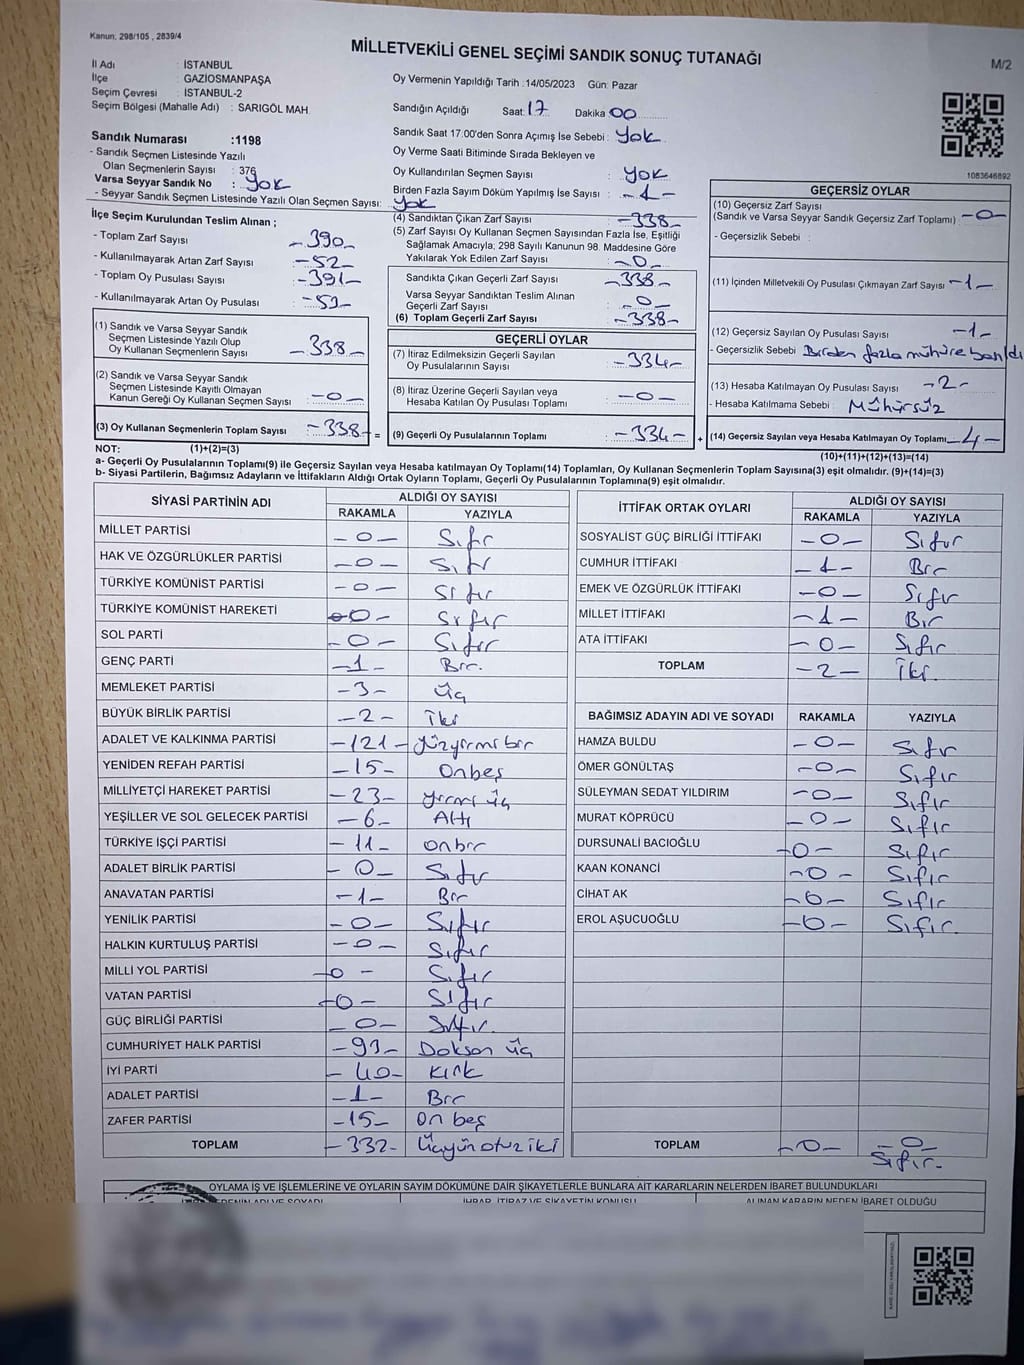 Kanun: 298/105 , 2839/4
MİLLETVEKİLİ GENEL SEÇİMİ SANDIK SONUÇ TUTANAĞI
M/2
İl Adı : İSTANBUL
İlçe : GAZİOSMANPAŞA
Seçim Çevresi : İSTANBUL-2
Seçim Bölgesi (Mahalle Adı) : SARIGÖL MAH.
Sandık Numarası :1198
- Sandık Seçmen Listesinde Yazılı
Olan Seçmenlerin Sayısı : 376
Varsa Seyyar Sandık No : Yok
- Seyyar Sandık Seçmen Listesinde Yazılı Olan Seçmen Sayısı: Yok
Oy Vermenin Yapıldığı Tarih :14/05/2023 Gün: Pazar
Sandığın Açıldığı Saat: 17 Dakika 00
Sandık Saat 17:00'den Sonra Açımış İse Sebebi : Yok
Oy Verme Saati Bitiminde Sırada Bekleyen ve
Oy Kullandırılan Seçmen Sayısı : Yok
Birden Fazla Sayım Döküm Yapılmış İse Sayısı : -1-
1083646892
İlçe Seçim Kurulundan Teslim Alınan ;
- Toplam Zarf Sayısı -390-
- Kullanılmayarak Artan Zarf Sayısı -52-
- Toplam Oy Pusulası Sayısı -391-
- Kullanılmayarak Artan Oy Pusulası -53-
(1) Sandık ve Varsa Seyyar Sandık
Seçmen Listesinde Yazılı Olup
Oy Kullanan Seçmenlerin Sayısı -338-
(2) Sandık ve Varsa Seyyar Sandık
Seçmen Listesinde Kayıtlı Olmayan
Kanun Gereği Oy Kullanan Seçmen Sayısı -0-
(3) Oy Kullanan Seçmenlerin Toplam Sayısı -338- =
(4) Sandıktan Çıkan Zarf Sayısı -338-
(5) Zarf Sayısı Oy Kullanan Seçmen Sayısından Fazla İse, Eşitliği
Sağlamak Amacıyla; 298 Sayılı Kanunun 98. Maddesine Göre
Yakılarak Yok Edilen Zarf Sayısı -0-
Sandıkta Çıkan Geçerli Zarf Sayısı -338-
Varsa Seyyar Sandıktan Teslim Alınan
Geçerli Zarf Sayısı -0-
(6) Toplam Geçerli Zarf Sayısı -338-
GEÇERLİ OYLAR
(7) İtiraz Edilmeksizin Geçerli Sayılan
Oy Pusulalarının Sayısı -334-
(8) İtiraz Üzerine Geçerli Sayılan veya
Hesaba Katılan Oy Pusulası Toplamı -0-
(9) Geçerli Oy Pusulalarının Toplamı -334- +
GEÇERSİZ OYLAR
(10) Geçersiz Zarf Sayısı
(Sandık ve Varsa Seyyar Sandık Geçersiz Zarf Toplamı) -0-
- Geçersizlik Sebebi :
(11) İçinden Milletvekili Oy Pusulası Çıkmayan Zarf Sayısı -1-
(12) Geçersiz Sayılan Oy Pusulası Sayısı -1-
- Geçersizlik Sebebi Birden fazla mühüre basıldı
(13) Hesaba Katılmayan Oy Pusulası Sayısı -2-
- Hesaba Katılmama Sebebi : Mühürsüz
(14) Geçersiz Sayılan veya Hesaba Katılmayan Oy Toplamı -4-
NOT: (1)+(2)=(3) (10)+(11)+(12)+(13)=(14)
a- Geçerli Oy Pusulalarının Toplamı(9) ile Geçersiz Sayılan veya Hesaba katılmayan Oy Toplamı(14) Toplamları, Oy Kullanan Seçmenlerin Toplam Sayısına(3) eşit olmalıdır. (9)+(14)=(3)
b- Siyasi Partilerin, Bağımsız Adayların ve İttifakların Aldığı Ortak Oyların Toplamı, Geçerli Oy Pusulalarının Toplamına(9) eşit olmalıdır.
SİYASİ PARTİNİN ADI ALDIĞI OY SAYISI
RAKAMLA YAZIYLA
MİLLET PARTİSİ -0- Sıfır
HAK VE ÖZGÜRLÜKLER PARTİSİ -0- Sıfır
TÜRKİYE KOMÜNİST PARTİSİ -0- Sıfır
TÜRKİYE KOMÜNİST HAREKETİ -0- Sıfır
SOL PARTİ -0- Sıfır
GENÇ PARTİ -1- Bir.
MEMLEKET PARTİSİ -3- üç
BÜYÜK BİRLİK PARTİSİ -2- İki
ADALET VE KALKINMA PARTİSİ -121- yüzyirmi bir
YENİDEN REFAH PARTİSİ -15- Onbeş
MİLLİYETÇİ HAREKET PARTİSİ -23- yirmi üç
YEŞİLLER VE SOL GELECEK PARTİSİ -6- Altı
TÜRKİYE İŞÇİ PARTİSİ -11- onbir
ADALET BİRLİK PARTİSİ -0- Sıfır
ANAVATAN PARTİSİ -1- Bir
YENİLİK PARTİSİ -0- Sıfır
HALKIN KURTULUŞ PARTİSİ -0- Sıfır
MİLLİ YOL PARTİSİ -0- Sıfır
VATAN PARTİSİ -0- Sıfır
GÜÇ BİRLİĞİ PARTİSİ -0- Sıfır.
CUMHURİYET HALK PARTİSİ -93- Doksan üç
İYİ PARTİ -40- Kırk
ADALET PARTİSİ -1- Bir
ZAFER PARTİSİ -15- On beş
TOPLAM -332- Üçyüzotuz iki
İTTİFAK ORTAK OYLARI ALDIĞI OY SAYISI
RAKAMLA YAZIYLA
SOSYALİST GÜÇ BİRLİĞİ İTTİFAKI -0- Sıfır
CUMHUR İTTİFAKI -1- Bir
EMEK VE ÖZGÜRLÜK İTTİFAKI -0- Sıfır
MİLLET İTTİFAKI -1- Bir
ATA İTTİFAKI -0- Sıfır
TOPLAM -2- İki.
BAĞIMSIZ ADAYIN ADI VE SOYADI RAKAMLA YAZIYLA
HAMZA BULDU -0- Sıfır
ÖMER GÖNÜLTAŞ -0- Sıfır
SÜLEYMAN SEDAT YILDIRIM -0- Sıfır
MURAT KÖPRÜCÜ -0- Sıfır
DURSUNALİ BACIOĞLU -0- Sıfır
KAAN KONANCİ -0- Sıfır
CİHAT AK -0- Sıfır
EROL AŞUCUOĞLU -0- Sıfır.
TOPLAM -0- -0-
Sıfır.
OYLAMA İŞ VE İŞLEMLERİNE VE OYLARIN SAYIM DÖKÜMÜNE DAİR ŞİKAYETLERLE BUNLARA AİT KARARLARIN NELERDEN İBARET BULUNDUKLARI
ADI VE SOYADI İHBAR, İTİRAZ VE ŞİKAYETİN KONUSU ALINAN KARARIN NEDEN İBARET OLDUĞU